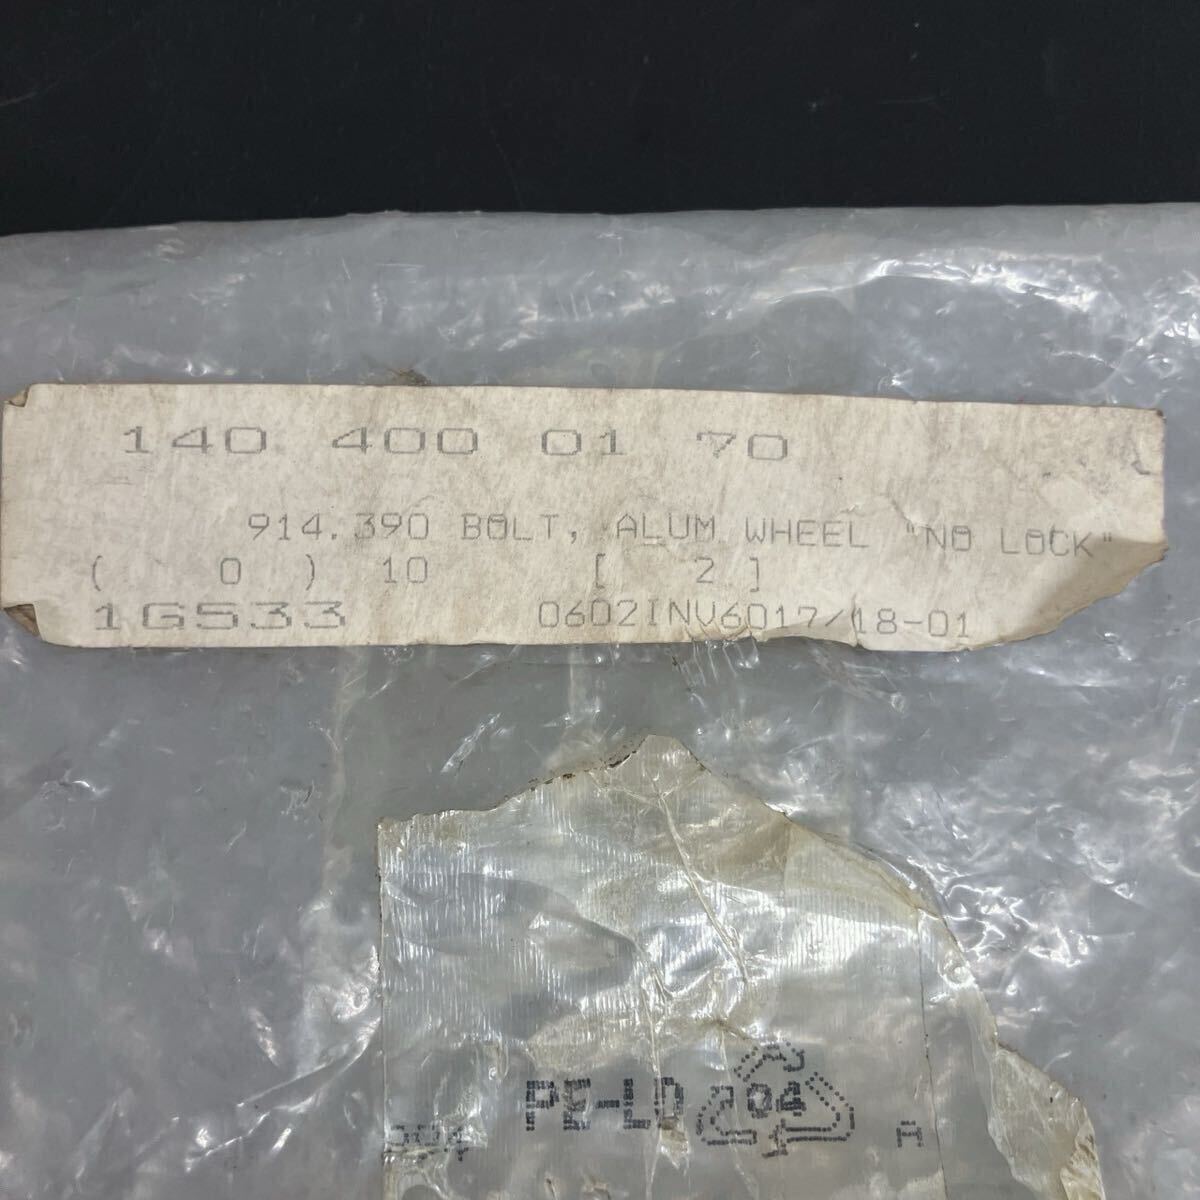 140 400 01 70
914.390 BOLT, ALUM WHEEL "NO LOCK"
( 0 ) 10 [ 2 ]
1G533 0602INV6017/18-01
PE-LD 04
A